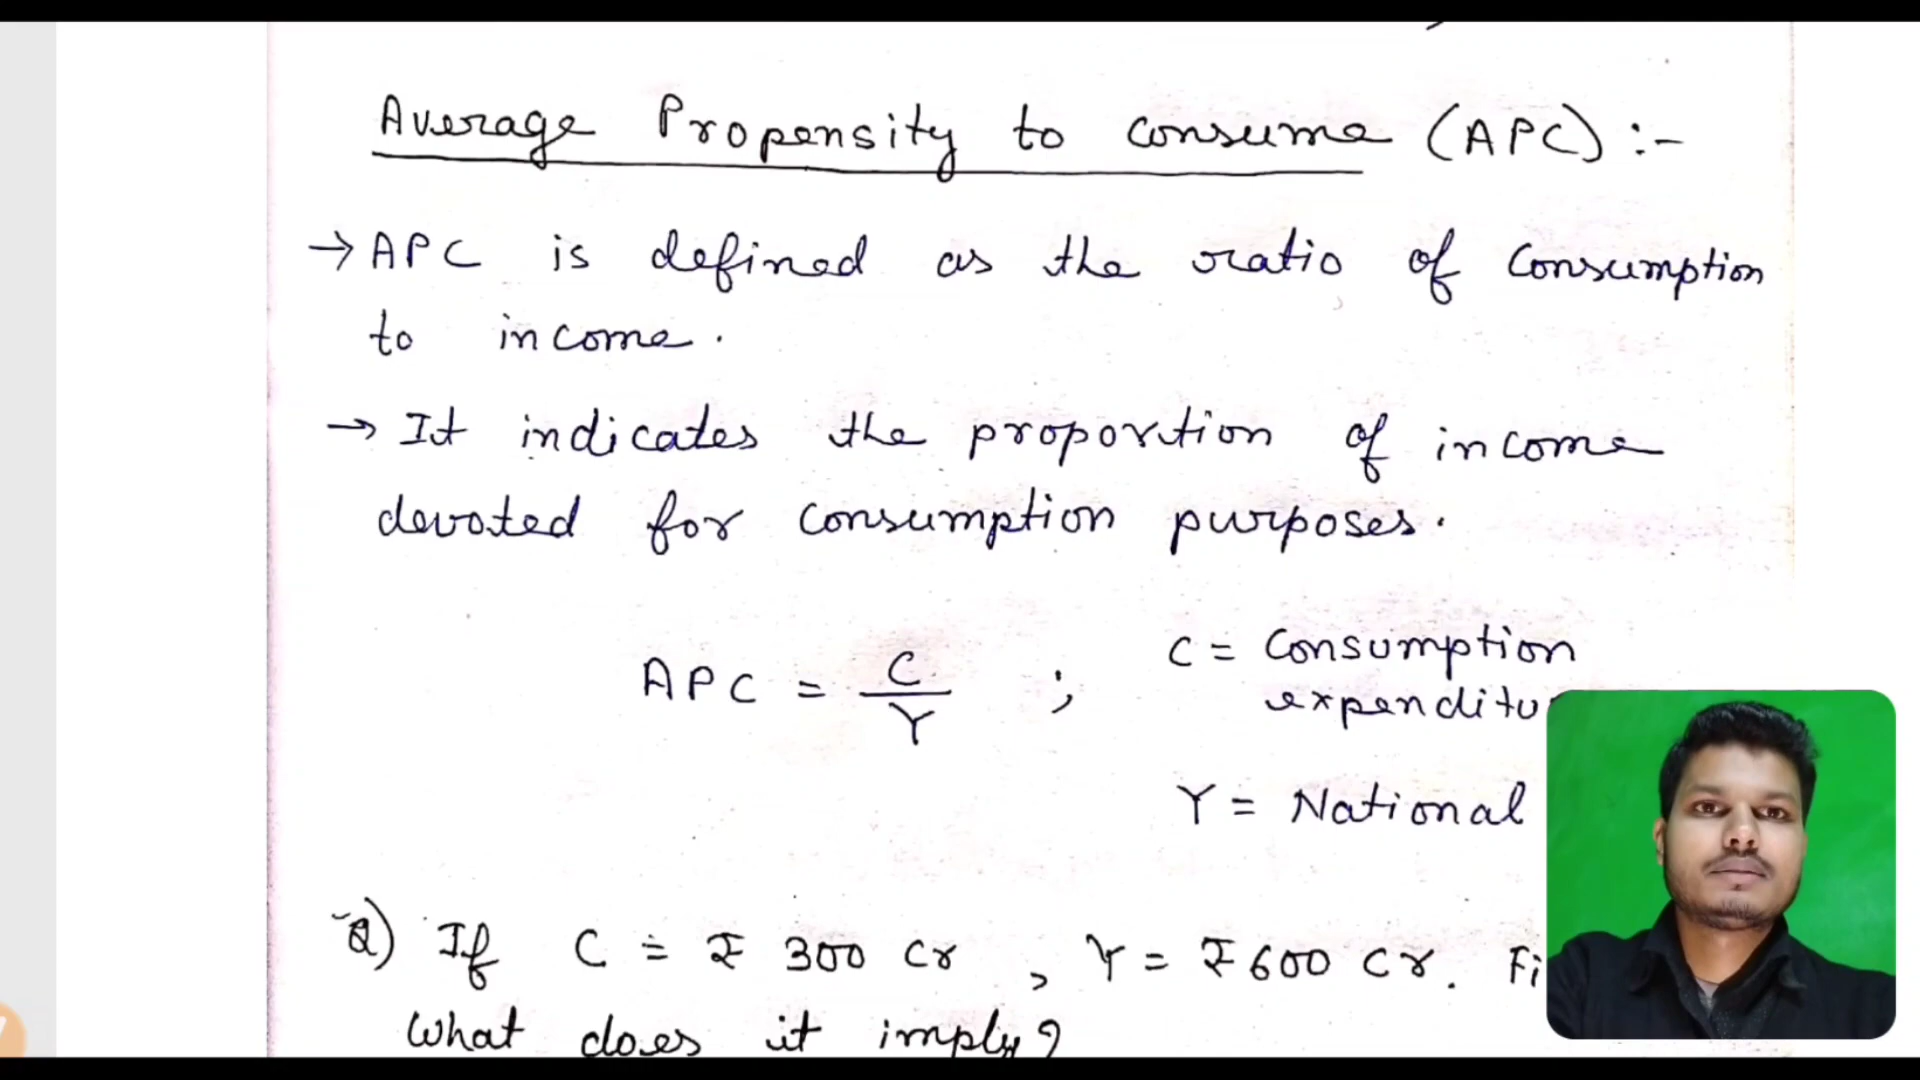 Average Propensity to consume (APC) :-
→ APC is defined as the ratio of Consumption
to income.
→ It indicates the proportion of income
devoted for consumption purposes.
APC = C/Y ; C = Consumption
expenditu
Y = National
Q) If C = ₹ 300 Cr , Y = ₹ 600 Cr. Fi
What does it imply?